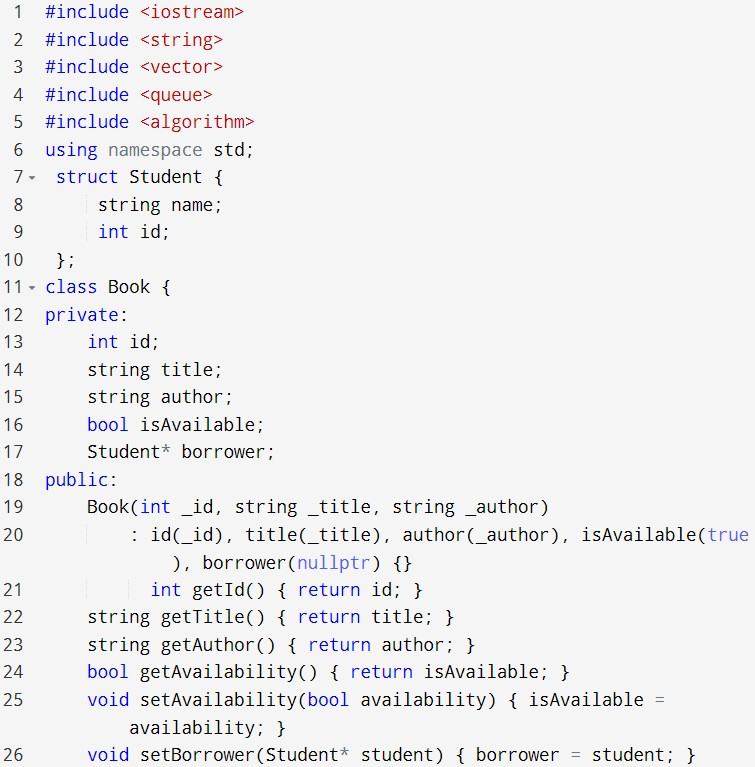 1 #include <iostream>
2 #include <string>
3 #include <vector>
4 #include <queue>
5 #include <algorithm>
6 using namespace std;
7 struct Student {
8 string name;
9 int id;
10 };
11 class Book {
12 private:
13 int id;
14 string title;
15 string author;
16 bool isAvailable;
17 Student* borrower;
18 public:
19 Book(int _id, string _title, string _author)
20 : id(_id), title(_title), author(_author), isAvailable(true
), borrower(nullptr) {}
21 int getId() { return id; }
22 string getTitle() { return title; }
23 string getAuthor() { return author; }
24 bool getAvailability() { return isAvailable; }
25 void setAvailability(bool availability) { isAvailable =
availability; }
26 void setBorrower(Student* student) { borrower = student; }